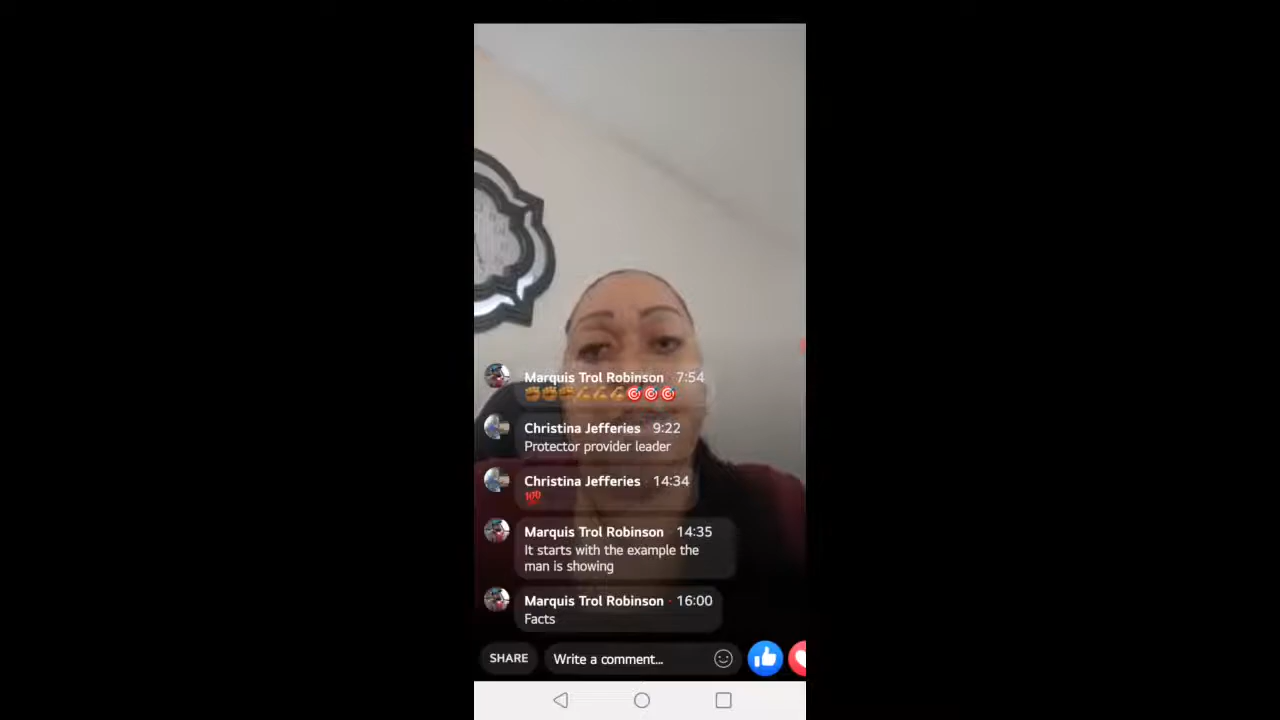 Marquis Trol Robinson · 7:54
✊🏾✊🏾✊🏾💪🏽💪🏽💪🏽🎯🎯🎯
Christina Jefferies · 9:22
Protector provider leader
Christina Jefferies · 14:34
💯
Marquis Trol Robinson · 14:35
It starts with the example the
man is showing
Marquis Trol Robinson · 16:00
Facts
SHARE Write a comment...